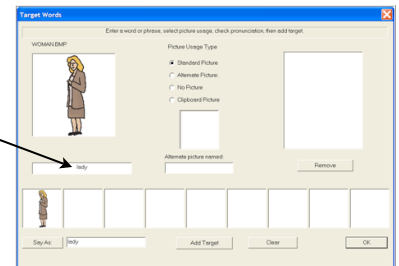 Target Words
Enter a word or phrase, select picture usage, check pronunciation, then add target.
WOMAN.BMP
Picture Usage Type
Standard Picture
Alternate Picture
No Picture
Clipboard Picture
lady
Alternate picture named:
Remove
Say As:
lady
Add Target
Clear
OK